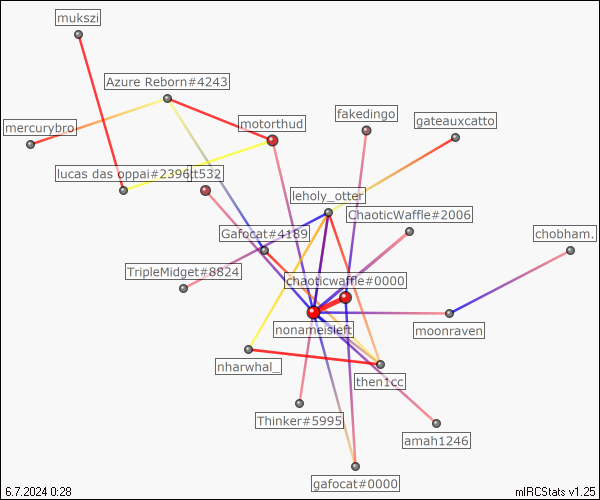 mukszi
Azure Reborn#4243
fakedingo
gateauxcatto
motorthud
mercurybro
lucas das oppai#2396
tt532
leholy_otter
ChaoticWaffle#2006
Gafocat#4189
chobham.
TripleMidget#8824
chaoticwaffle#0000
nonameisleft
moonraven
nharwhal_
then1cc
Thinker#5995
amah1246
gafocat#0000
6.7.2024 0:28
mIRCStats v1.25